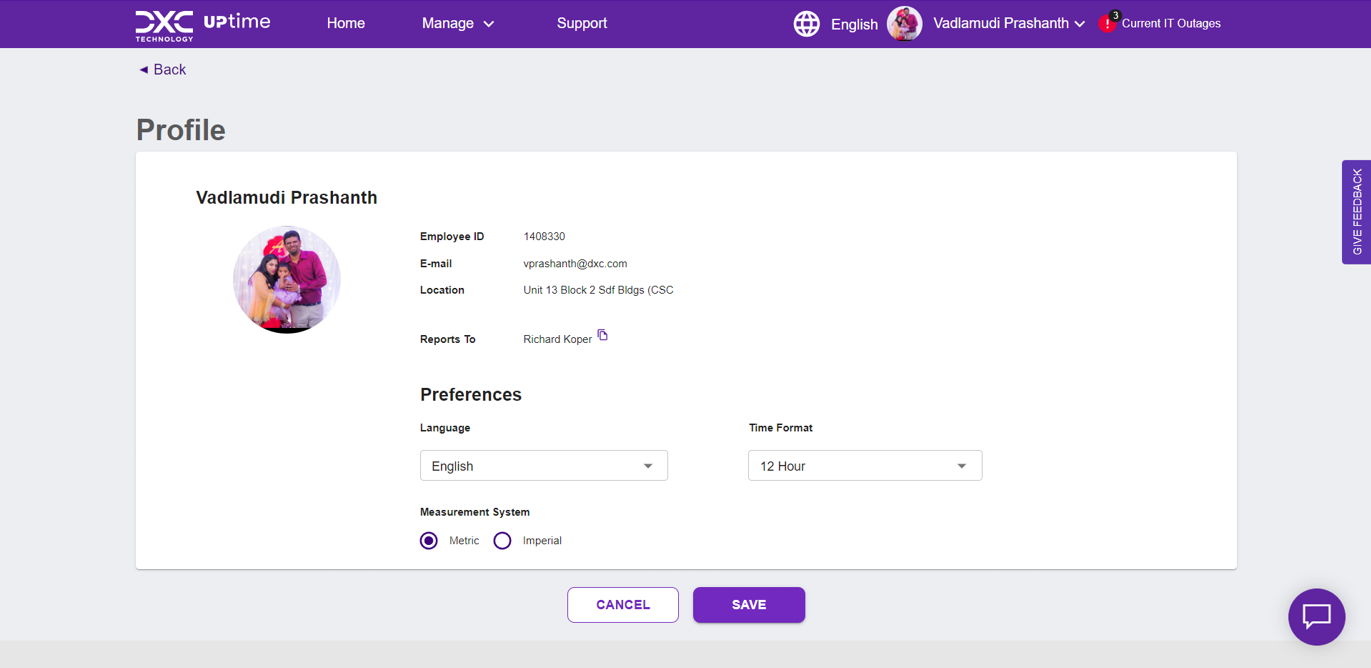 DXC TECHNOLOGY UPtime Home Manage Support English Vadlamudi Prashanth ! 3 Current IT Outages
◄ Back
Profile
GIVE FEEDBACK
Vadlamudi Prashanth
Employee ID 1408330
E-mail vprashanth@dxc.com
Location Unit 13 Block 2 Sdf Bldgs (CSC
Reports To Richard Koper
Preferences
Language Time Format
English 12 Hour
Measurement System
Metric Imperial
CANCEL SAVE